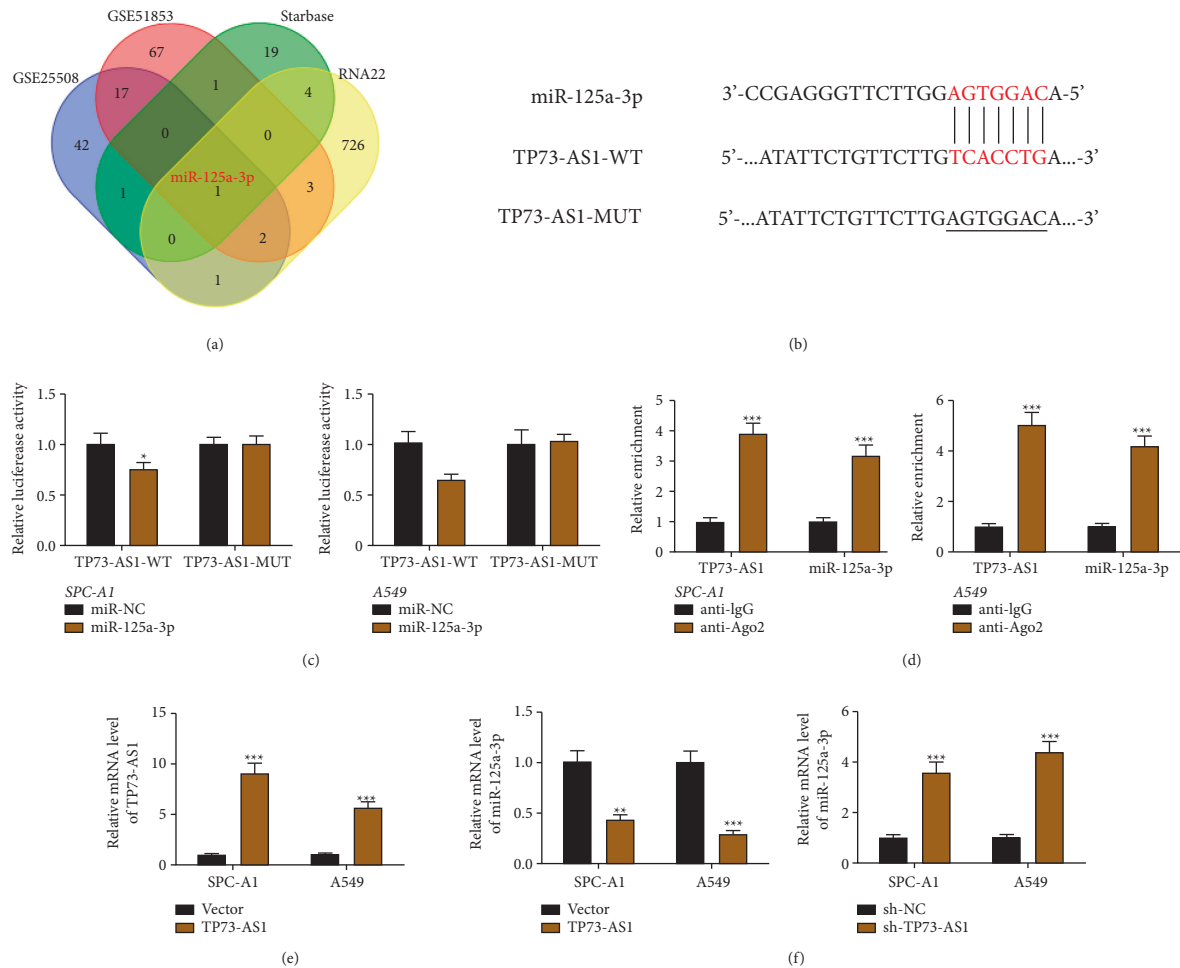 GSE51853
Starbase
GSE25508
RNA22
67
19
17
1
4
42
0
0
726
miR-125a-3p
1
1
3
0
2
1
(a)
miR-125a-3p 3’-CCGAGGGTTCTTGGAGTGGACA-5’
TP73-AS1-WT 5’-...ATATTCTGTTCTTGTCACCTGA...-3’
TP73-AS1-MUT 5’-...ATATTCTGTTCTTGAGTGGACA...-3’
(b)
Relative luciferease activity
1.5
1.0
0.5
0.0
*
TP73-AS1-WT TP73-AS1-MUT
SPC-A1
miR-NC
miR-125a-3p
Relative luciferease activity
1.5
1.0
0.5
0.0
TP73-AS1-WT TP73-AS1-MUT
A549
miR-NC
miR-125a-3p
(c)
Relative enrichment
5
4
3
2
1
0
*** ***
TP73-AS1 miR-125a-3p
SPC-A1
anti-lgG
anti-Ago2
Relative enrichment
6
4
2
0
*** ***
TP73-AS1 miR-125a-3p
A549
anti-lgG
anti-Ago2
(d)
Relative mRNA level
of TP73-AS1
15
10
5
0
*** ***
SPC-A1 A549
Vector
TP73-AS1
(e)
Relative mRNA level
of miR-125a-3p
1.5
1.0
0.5
0.0
** ***
SPC-A1 A549
Vector
TP73-AS1
Relative mRNA level
of miR-125a-3p
6
4
2
0
*** ***
SPC-A1 A549
sh-NC
sh-TP73-AS1
(f)